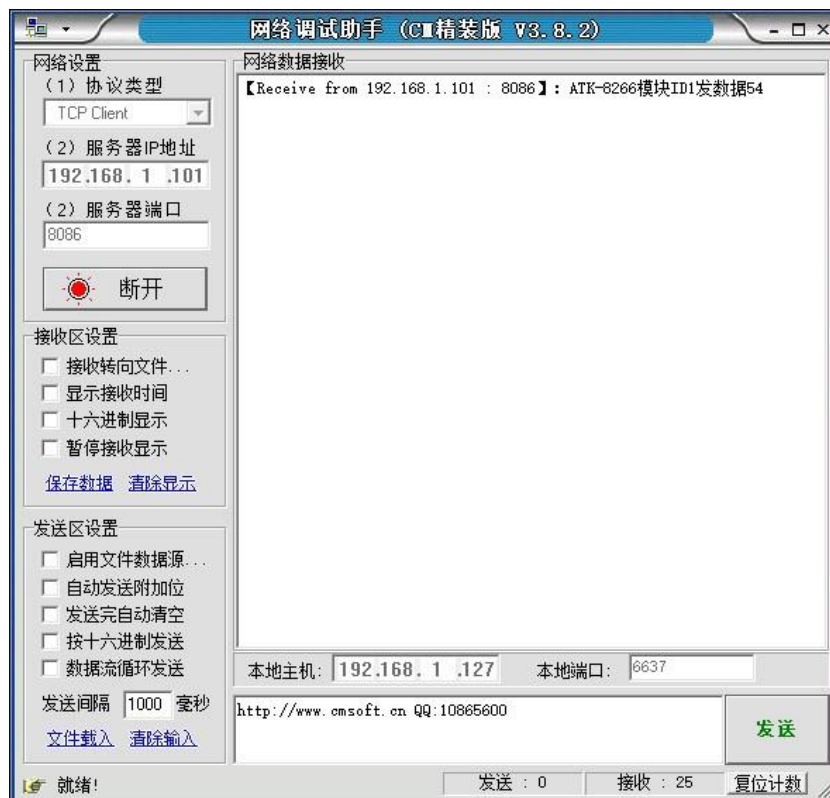 网络调试助手 (CM精装版 V3.8.2)
网络设置
(1) 协议类型
TCP Client
(2) 服务器IP地址
192.168. 1 .101
(2) 服务器端口
8086
断开
接收区设置
接收转向文件...
显示接收时间
十六进制显示
暂停接收显示
保存数据 清除显示
发送区设置
启用文件数据源...
自动发送附加位
发送完自动清空
按十六进制发送
数据流循环发送
发送间隔 1000 毫秒
文件载入 清除输入
网络数据接收
【Receive from 192.168.1.101 : 8086】: ATK-8266模块ID1发数据54
本地主机: 192.168. 1 .127 本地端口: 6637
http://www.cmsoft.cn QQ:10865600
发送
就绪! 发送 : 0 接收 : 25 复位计数